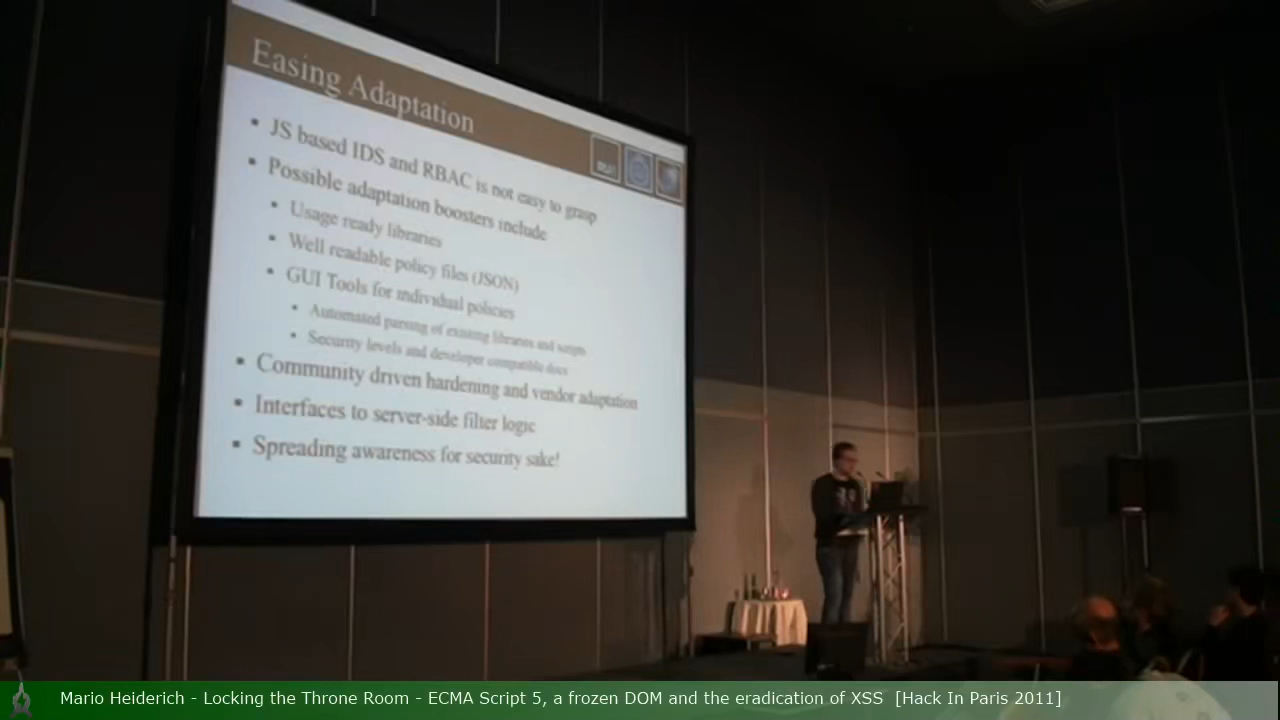 Easing Adaptation
JS based IDS and RBAC is not easy to grasp
Possible adaptation boosters include
Usage ready libraries
Well readable policy files (JSON)
GUI Tools for individual policies
Automated parsing of existing libraries and scripts
Security levels and developer compatible docs
Community driven hardening and vendor adaptation
Interfaces to server-side filter logic
Spreading awareness for security sake!
Mario Heiderich - Locking the Throne Room - ECMA Script 5, a frozen DOM and the eradication of XSS [Hack In Paris 2011]